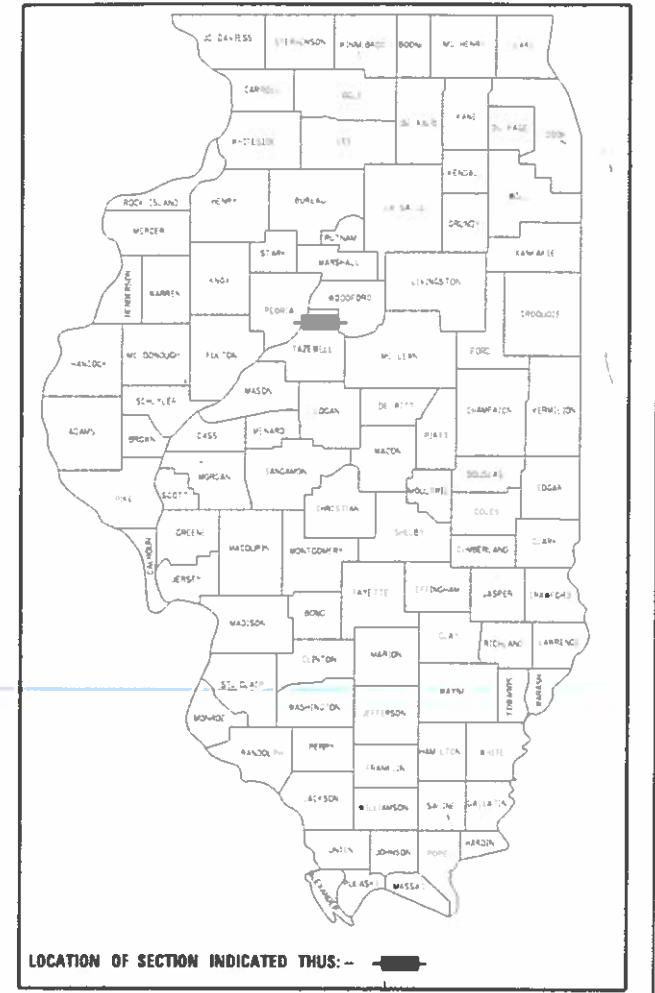 JO DAVIESS STEPHENSON WINNEBAGO BOONE MC HENRY LAKE
CARROLL OGLE
WHITESIDE LEE DE KALB KANE DU PAGE COOK
KENDALL WILL
ROCK ISLAND HENRY BUREAU LA SALLE GRUNDY
MERCER PUTNAM KANKAKEE
STARK MARSHALL
HENDERSON WARREN KNOX PEORIA WOODFORD LIVINGSTON IROQUOIS
HANCOCK MC DONOUGH FULTON TAZEWELL MC LEAN FORD
SCHUYLER MASON LOGAN DE WITT CHAMPAIGN VERMILION
ADAMS BROWN CASS MENARD MACON PIATT
PIKE SCOTT MORGAN SANGAMON CHRISTIAN MOULTRIE DOUGLAS EDGAR
COLES
CALHOUN GREENE MACOUPIN MONTGOMERY SHELBY CUMBERLAND CLARK
JERSEY FAYETTE EFFINGHAM JASPER CRAWFORD
MADISON BOND
CLAY RICHLAND LAWRENCE
CLINTON MARION
ST. CLAIR WAYNE EDWARDS WABASH
MONROE WASHINGTON JEFFERSON
RANDOLPH PERRY HAMILTON WHITE
FRANKLIN
JACKSON WILLIAMSON SALINE GALLATIN
UNION JOHNSON POPE HARDIN
ALEXANDER PULASKI MASSAC
LOCATION OF SECTION INDICATED THUS: -